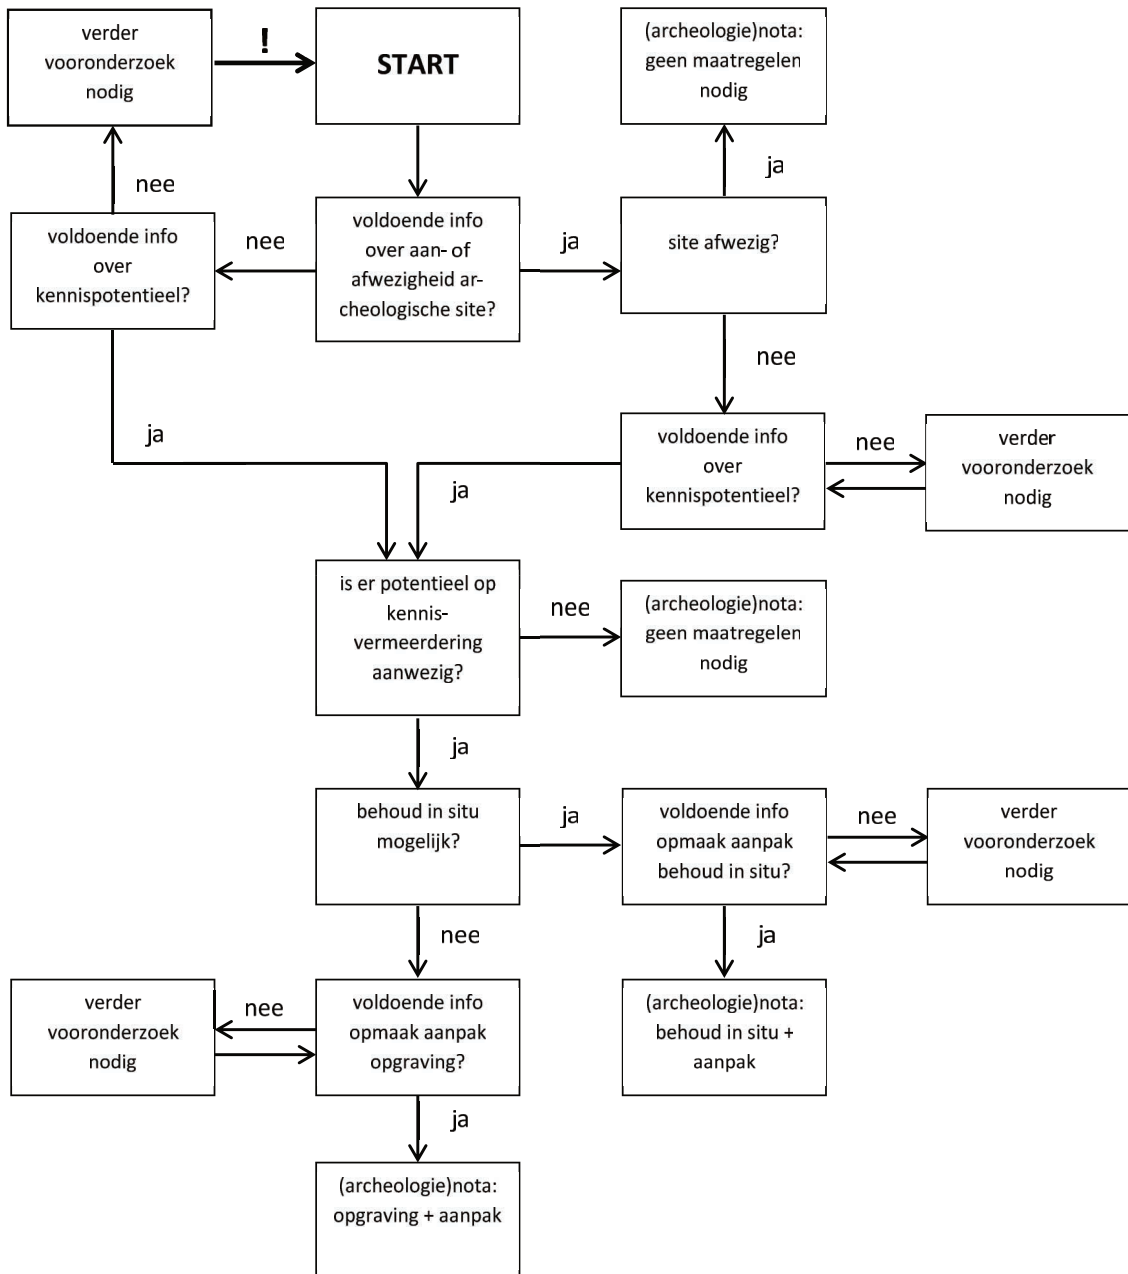 verder
vooronderzoek
nodig
!
START
(archeologie)nota:
geen maatregelen
nodig
nee
ja
voldoende info
over
kennispotentieel?
nee
voldoende info
over aan- of
afwezigheid ar-
cheologische site?
ja
site afwezig?
nee
ja
voldoende info
over
kennispotentieel?
nee
verder
vooronderzoek
nodig
ja
is er potentieel op
kennis-
vermeerdering
aanwezig?
nee
(archeologie)nota:
geen maatregelen
nodig
ja
behoud in situ
mogelijk?
ja
voldoende info
opmaak aanpak
behoud in situ?
nee
verder
vooronderzoek
nodig
nee
ja
verder
vooronderzoek
nodig
nee
voldoende info
opmaak aanpak
opgraving?
(archeologie)nota:
behoud in situ +
aanpak
ja
(archeologie)nota:
opgraving + aanpak